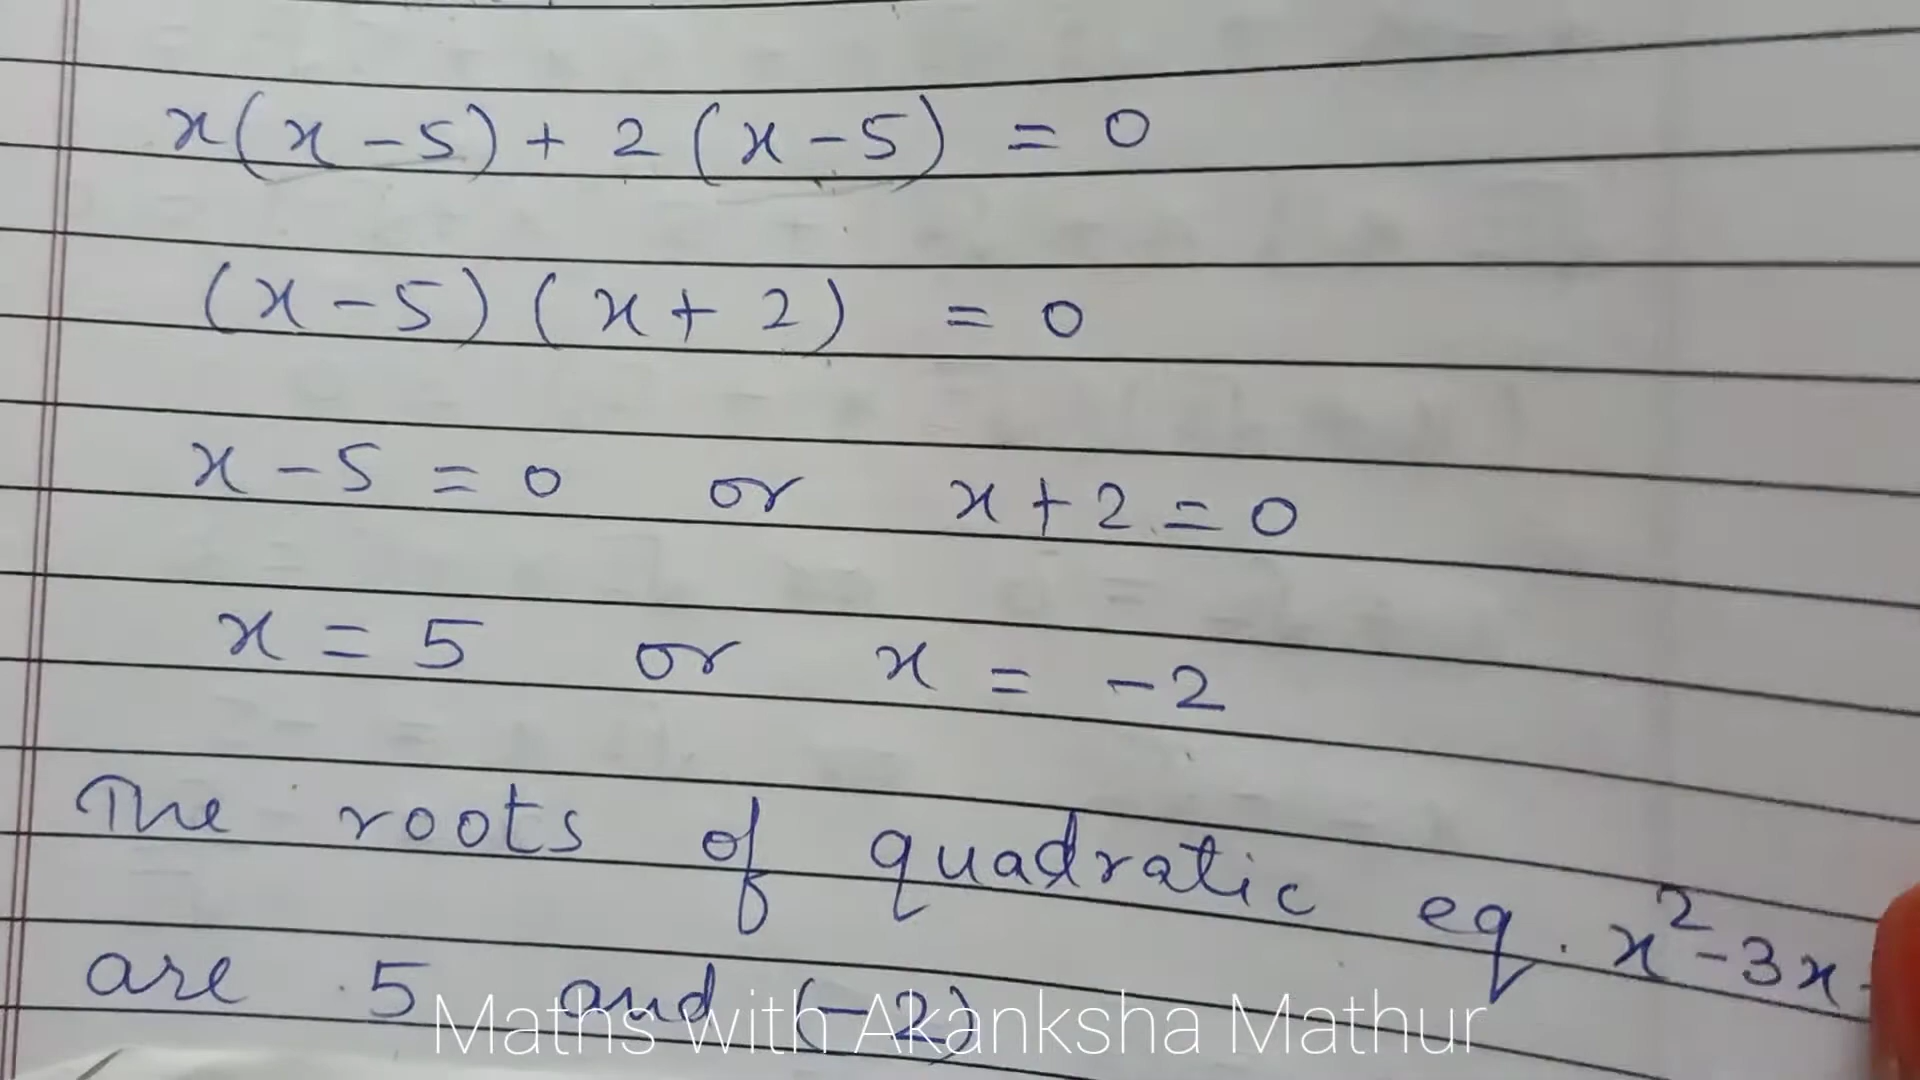 x(x-5) + 2(x-5) = 0
(x-5)(x+2) = 0
x-5 = 0 or x+2 = 0
x = 5 or x = -2
The roots of quadratic eq. x²-3x-
are 5 and (-2)
Maths with Akanksha Mathur